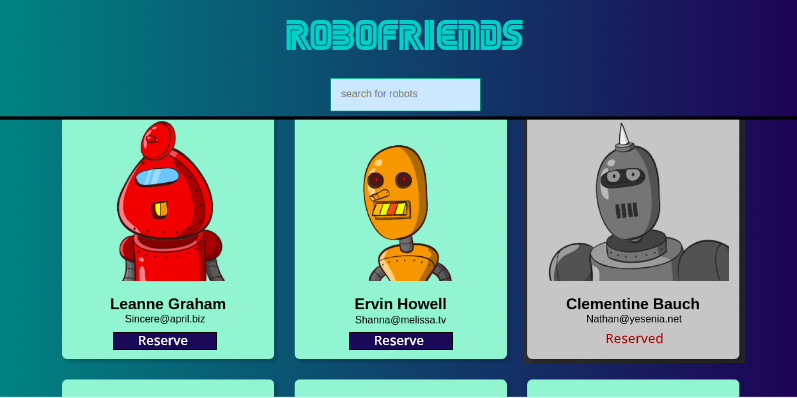 ROBOFRIENDS
search for robots
Leanne Graham
Sincere@april.biz
Reserve
Ervin Howell
Shanna@melissa.tv
Reserve
Clementine Bauch
Nathan@yesenia.net
Reserved